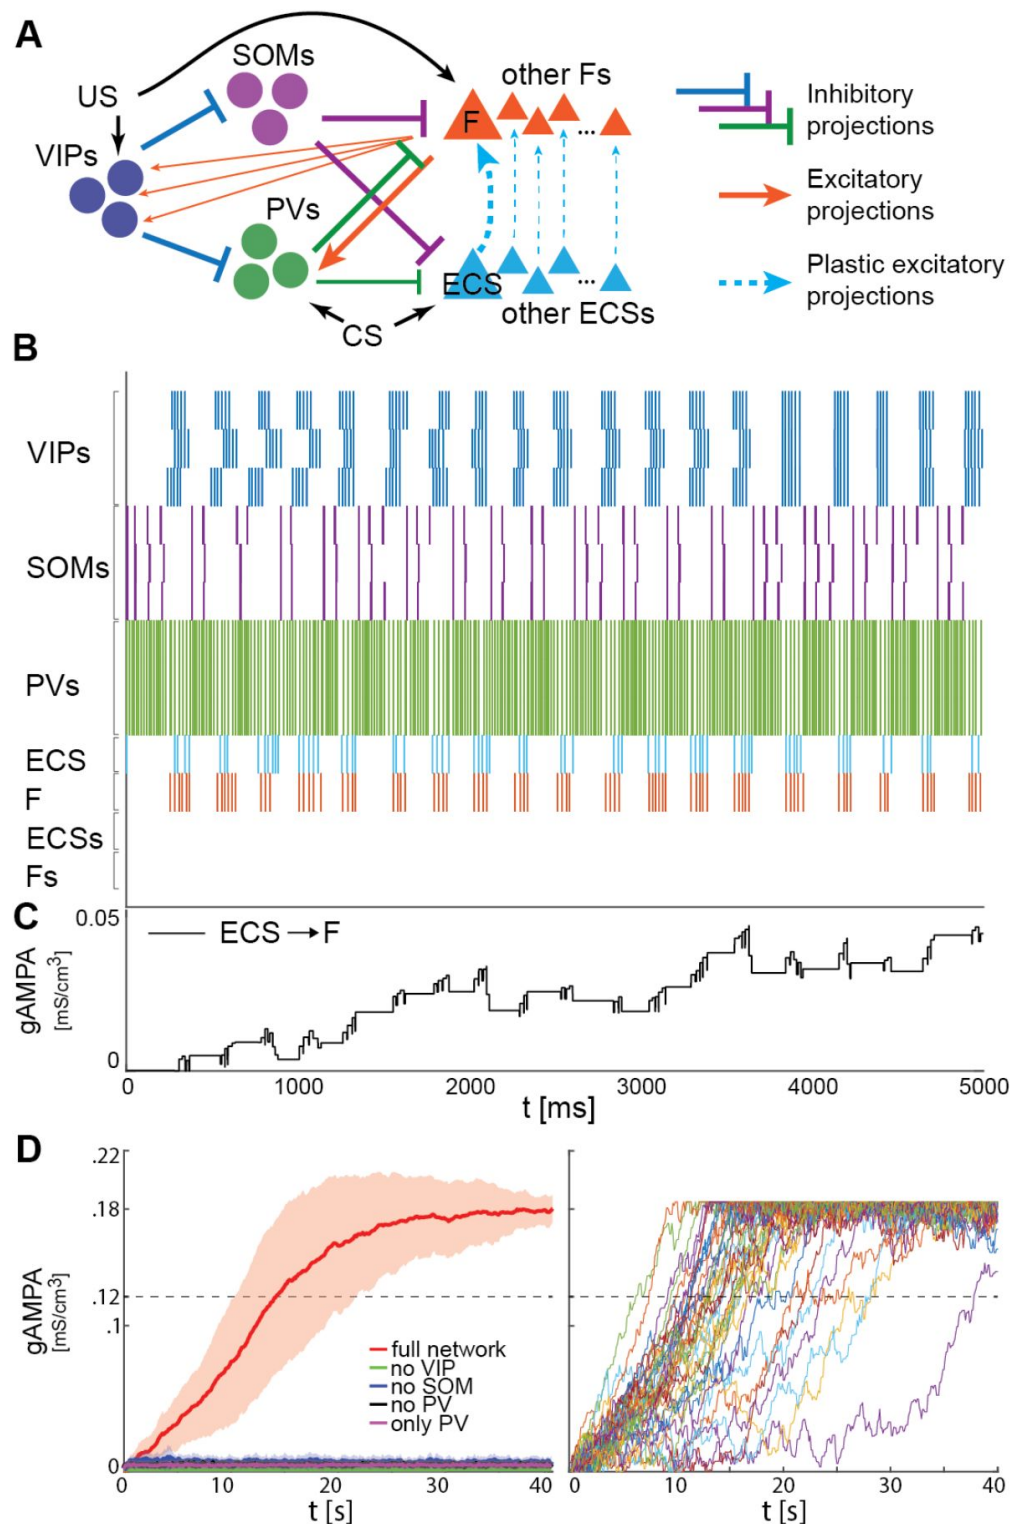 A
SOMs
US
VIPs
PVs
F
other Fs
...
ECS
...
other ECSs
CS
Inhibitory
projections
Excitatory
projections
Plastic excitatory
projections
B
VIPs
SOMs
PVs
ECS
F
ECSs
Fs
C
0.05
ECS → F
gAMPA
[mS/cm³]
0
0 1000 2000 3000 4000 5000
t [ms]
D
.22
.18
.12
.1
0
gAMPA
[mS/cm³]
full network
no VIP
no SOM
no PV
only PV
0 10 20 30 40
t [s]
10 20 30 40
t [s]